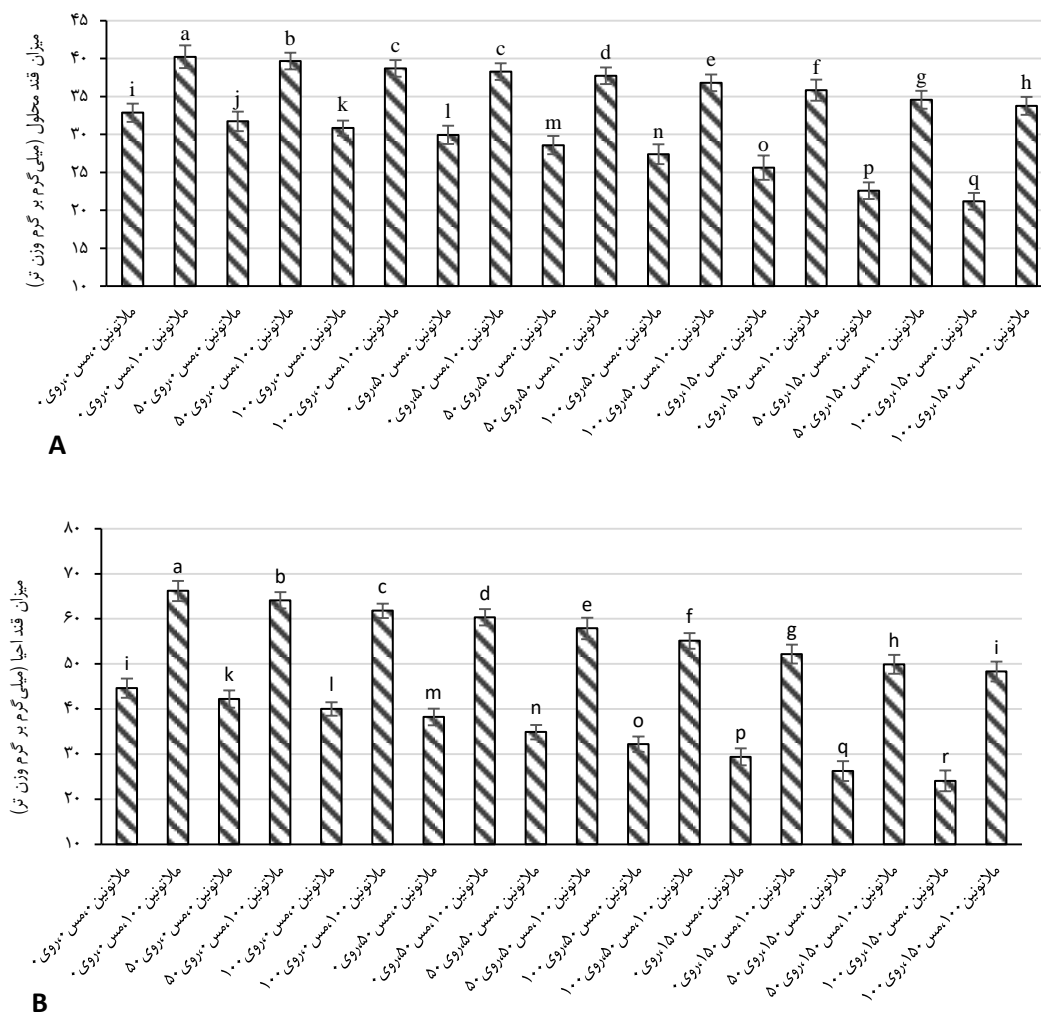 میزان قند محلول (میلی‌گرم بر گرم وزن تر)
۴۵
۴۰
۳۵
۳۰
۲۵
۲۰
۱۵
۱۰
i a j b k c l c m d n e o f p g q h
ملاتونین ۰،مس ۰،روی ۰
ملاتونین ۱۰۰،مس ۰،روی ۰
ملاتونین ۰،مس ۰،روی ۵۰
ملاتونین ۱۰۰،مس ۰،روی ۵۰
ملاتونین ۰،مس ۰،روی ۱۰۰
ملاتونین ۱۰۰،مس ۰،روی ۱۰۰
ملاتونین ۰،مس ۵۰،روی ۰
ملاتونین ۱۰۰،مس ۵۰،روی ۰
ملاتونین ۰،مس ۵۰،روی ۵۰
ملاتونین ۱۰۰،مس ۵۰،روی ۵۰
ملاتونین ۰،مس ۵۰،روی ۱۰۰
ملاتونین ۱۰۰،مس ۵۰،روی ۱۰۰
ملاتونین ۰،مس ۱۵۰،روی ۰
ملاتونین ۱۰۰،مس ۱۵۰،روی ۰
ملاتونین ۰،مس ۱۵۰،روی ۵۰
ملاتونین ۱۰۰،مس ۱۵۰،روی ۵۰
ملاتونین ۰،مس ۱۵۰،روی ۱۰۰
ملاتونین ۱۰۰،مس ۱۵۰،روی ۱۰۰
A
میزان قند احیا (میلی‌گرم بر گرم وزن تر)
۸۰
۷۰
۶۰
۵۰
۴۰
۳۰
۲۰
۱۰
i a k b l c m d n e o f p g q h r i
ملاتونین ۰،مس ۰،روی ۰
ملاتونین ۱۰۰،مس ۰،روی ۰
ملاتونین ۰،مس ۰،روی ۵۰
ملاتونین ۱۰۰،مس ۰،روی ۵۰
ملاتونین ۰،مس ۰،روی ۱۰۰
ملاتونین ۱۰۰،مس ۰،روی ۱۰۰
ملاتونین ۰،مس ۵۰،روی ۰
ملاتونین ۱۰۰،مس ۵۰،روی ۰
ملاتونین ۰،مس ۵۰،روی ۵۰
ملاتونین ۱۰۰،مس ۵۰،روی ۵۰
ملاتونین ۰،مس ۵۰،روی ۱۰۰
ملاتونین ۱۰۰،مس ۵۰،روی ۱۰۰
ملاتونین ۰،مس ۱۵۰،روی ۰
ملاتونین ۱۰۰،مس ۱۵۰،روی ۰
ملاتونین ۰،مس ۱۵۰،روی ۵۰
ملاتونین ۱۰۰،مس ۱۵۰،روی ۵۰
ملاتونین ۰،مس ۱۵۰،روی ۱۰۰
ملاتونین ۱۰۰،مس ۱۵۰،روی ۱۰۰
B